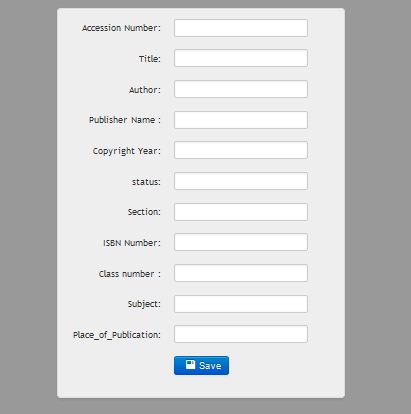 Accession Number:
Title:
Author:
Publisher Name :
Copyright Year:
status:
Section:
ISBN Number:
Class number :
Subject:
Place_of_Publication:
Save